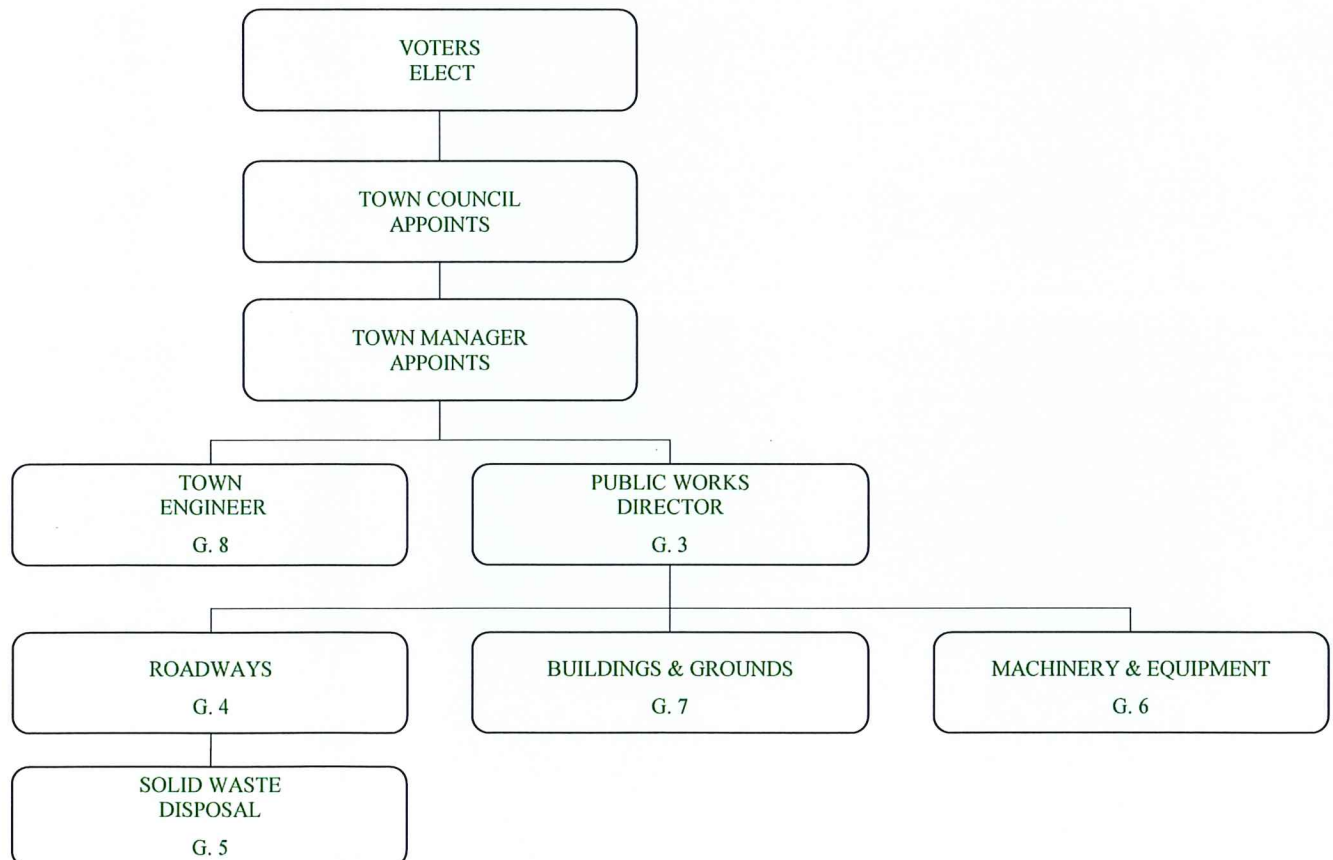 VOTERS
ELECT
TOWN COUNCIL
APPOINTS
TOWN MANAGER
APPOINTS
TOWN
ENGINEER
G. 8
PUBLIC WORKS
DIRECTOR
G. 3
ROADWAYS
G. 4
BUILDINGS & GROUNDS
G. 7
MACHINERY & EQUIPMENT
G. 6
SOLID WASTE
DISPOSAL
G. 5